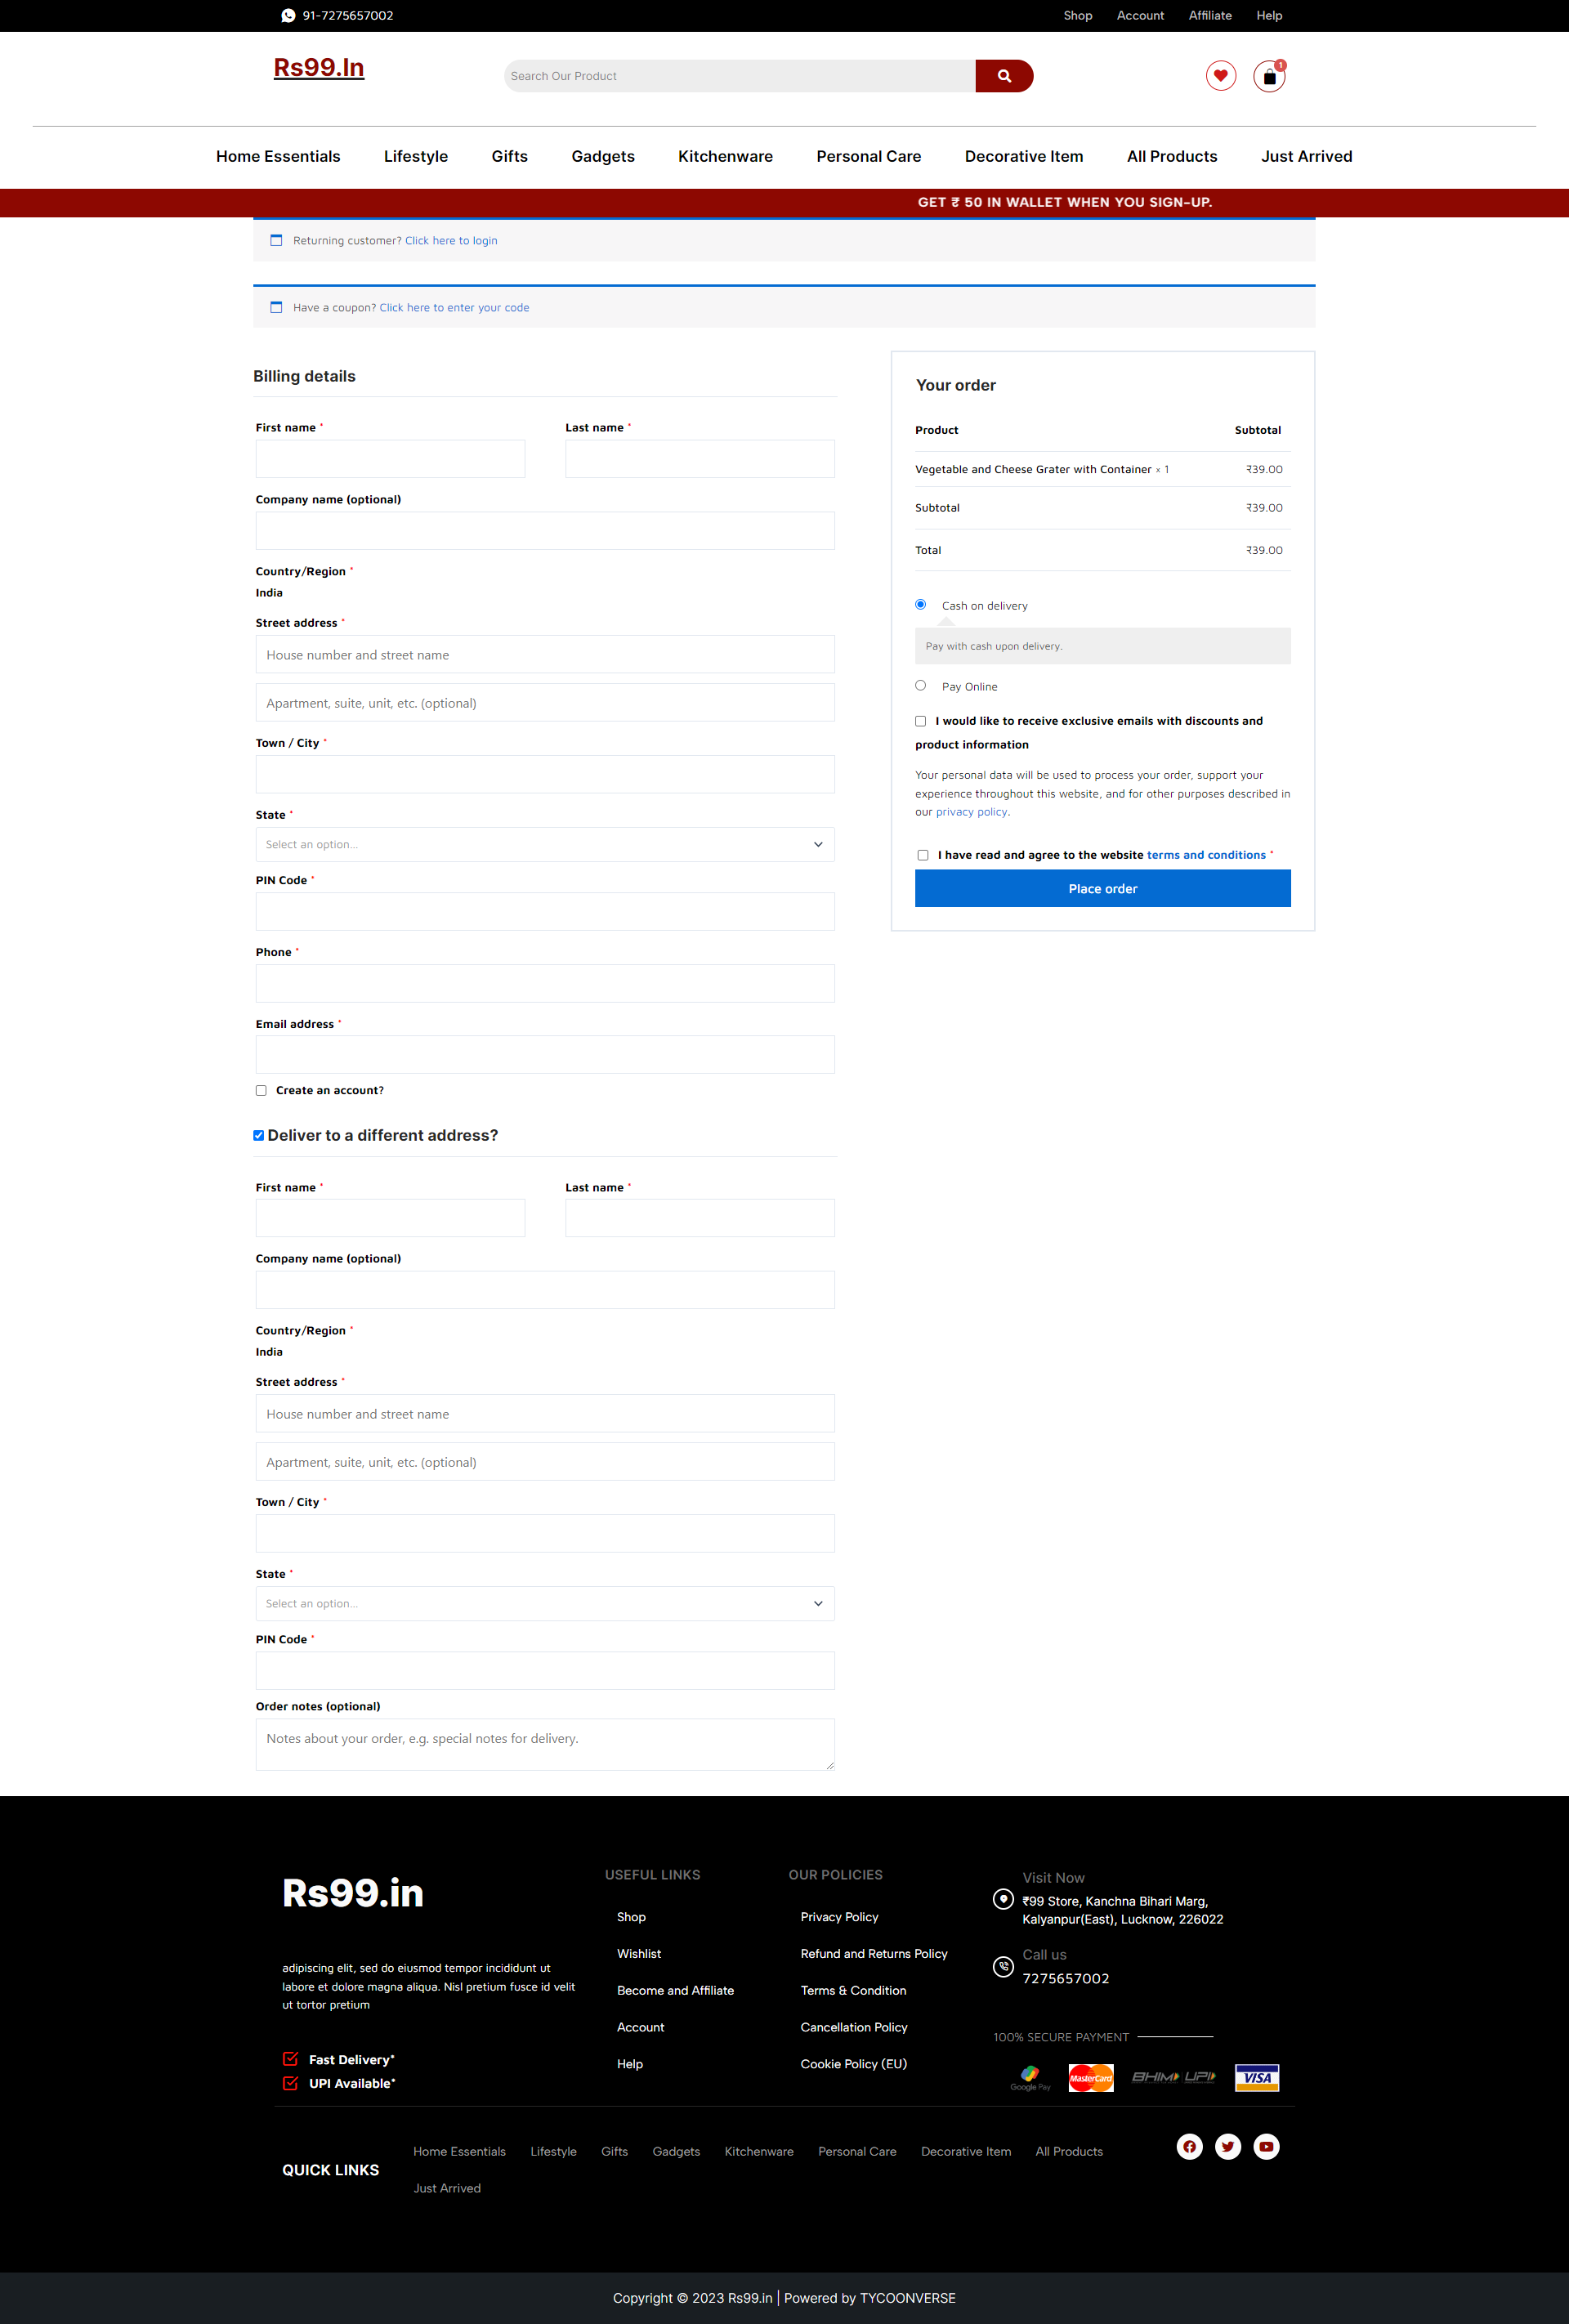 91-7275657002
Shop Account Affiliate Help
Rs99.In
Search Our Product
1
Home Essentials Lifestyle Gifts Gadgets Kitchenware Personal Care Decorative Item All Products Just Arrived
GET ₹ 50 IN WALLET WHEN YOU SIGN-UP.
Returning customer? Click here to login
Have a coupon? Click here to enter your code
Billing details
First name *
Last name *
Company name (optional)
Country/Region *
India
Street address *
House number and street name
Apartment, suite, unit, etc. (optional)
Town / City *
State *
Select an option...
PIN Code *
Phone *
Email address *
Create an account?
Deliver to a different address?
First name *
Last name *
Company name (optional)
Country/Region *
India
Street address *
House number and street name
Apartment, suite, unit, etc. (optional)
Town / City *
State *
Select an option...
PIN Code *
Order notes (optional)
Notes about your order, e.g. special notes for delivery.
Your order
Product Subtotal
Vegetable and Cheese Grater with Container × 1 ₹39.00
Subtotal ₹39.00
Total ₹39.00
Cash on delivery
Pay with cash upon delivery.
Pay Online
I would like to receive exclusive emails with discounts and
product information
Your personal data will be used to process your order, support your
experience throughout this website, and for other purposes described in
our privacy policy.
I have read and agree to the website terms and conditions *
Place order
Rs99.in
adipiscing elit, sed do eiusmod tempor incididunt ut
labore et dolore magna aliqua. Nisl pretium fusce id velit
ut tortor pretium
Fast Delivery*
UPI Available*
USEFUL LINKS
Shop
Wishlist
Become and Affiliate
Account
Help
OUR POLICIES
Privacy Policy
Refund and Returns Policy
Terms & Condition
Cancellation Policy
Cookie Policy (EU)
Visit Now
₹99 Store, Kanchna Bihari Marg,
Kalyanpur(East), Lucknow, 226022
Call us
7275657002
100% SECURE PAYMENT
Google Pay MasterCard BHIM UPI VISA
QUICK LINKS
Home Essentials Lifestyle Gifts Gadgets Kitchenware Personal Care Decorative Item All Products
Just Arrived
Copyright © 2023 Rs99.in | Powered by TYCOONVERSE